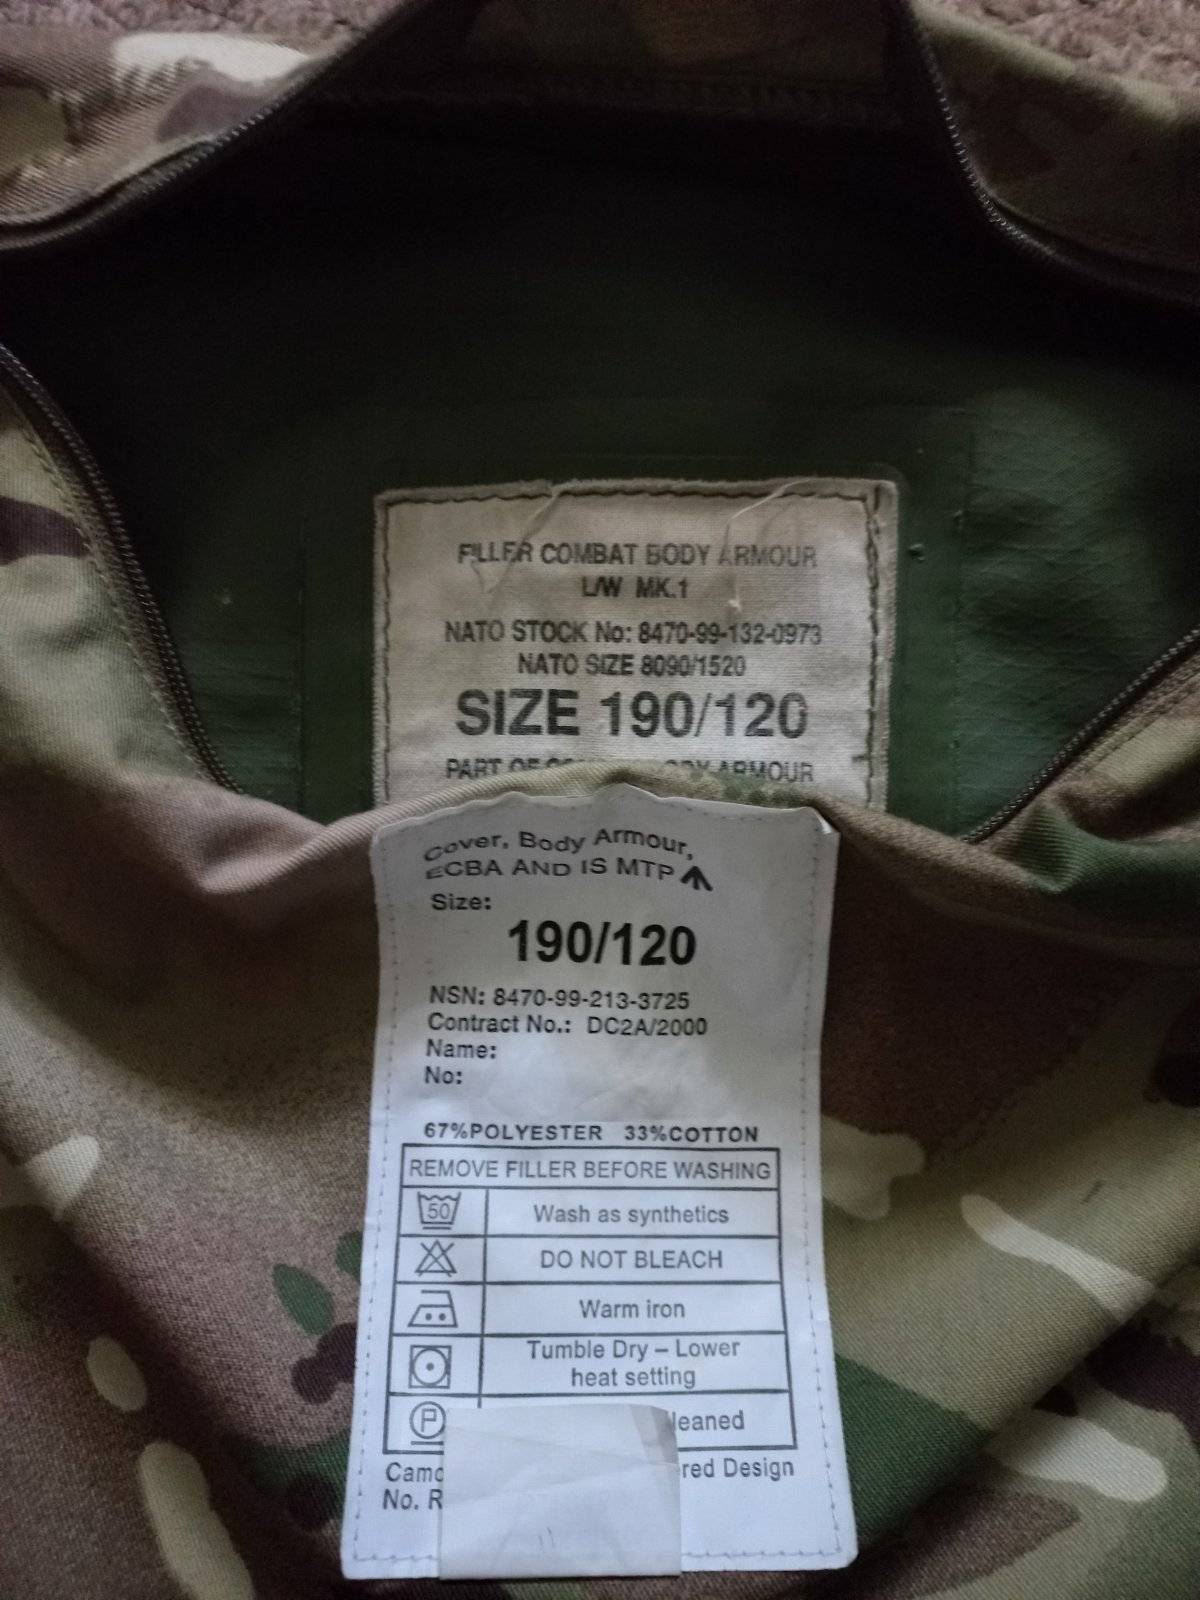 FILLER COMBAT BODY ARMOUR
L/W MK.1
NATO STOCK No: 8470-99-132-0973
NATO SIZE 8090/1520
SIZE 190/120
PART OF ARMOUR
Cover, Body Armour,
ECBA AND IS MTP
Size:
190/120
NSN: 8470-99-213-3725
Contract No.: DC2A/2000
Name:
No:
67%POLYESTER 33%COTTON
REMOVE FILLER BEFORE WASHING
50 Wash as synthetics
DO NOT BLEACH
Warm iron
Tumble Dry – Lower
heat setting
P
Design
No.